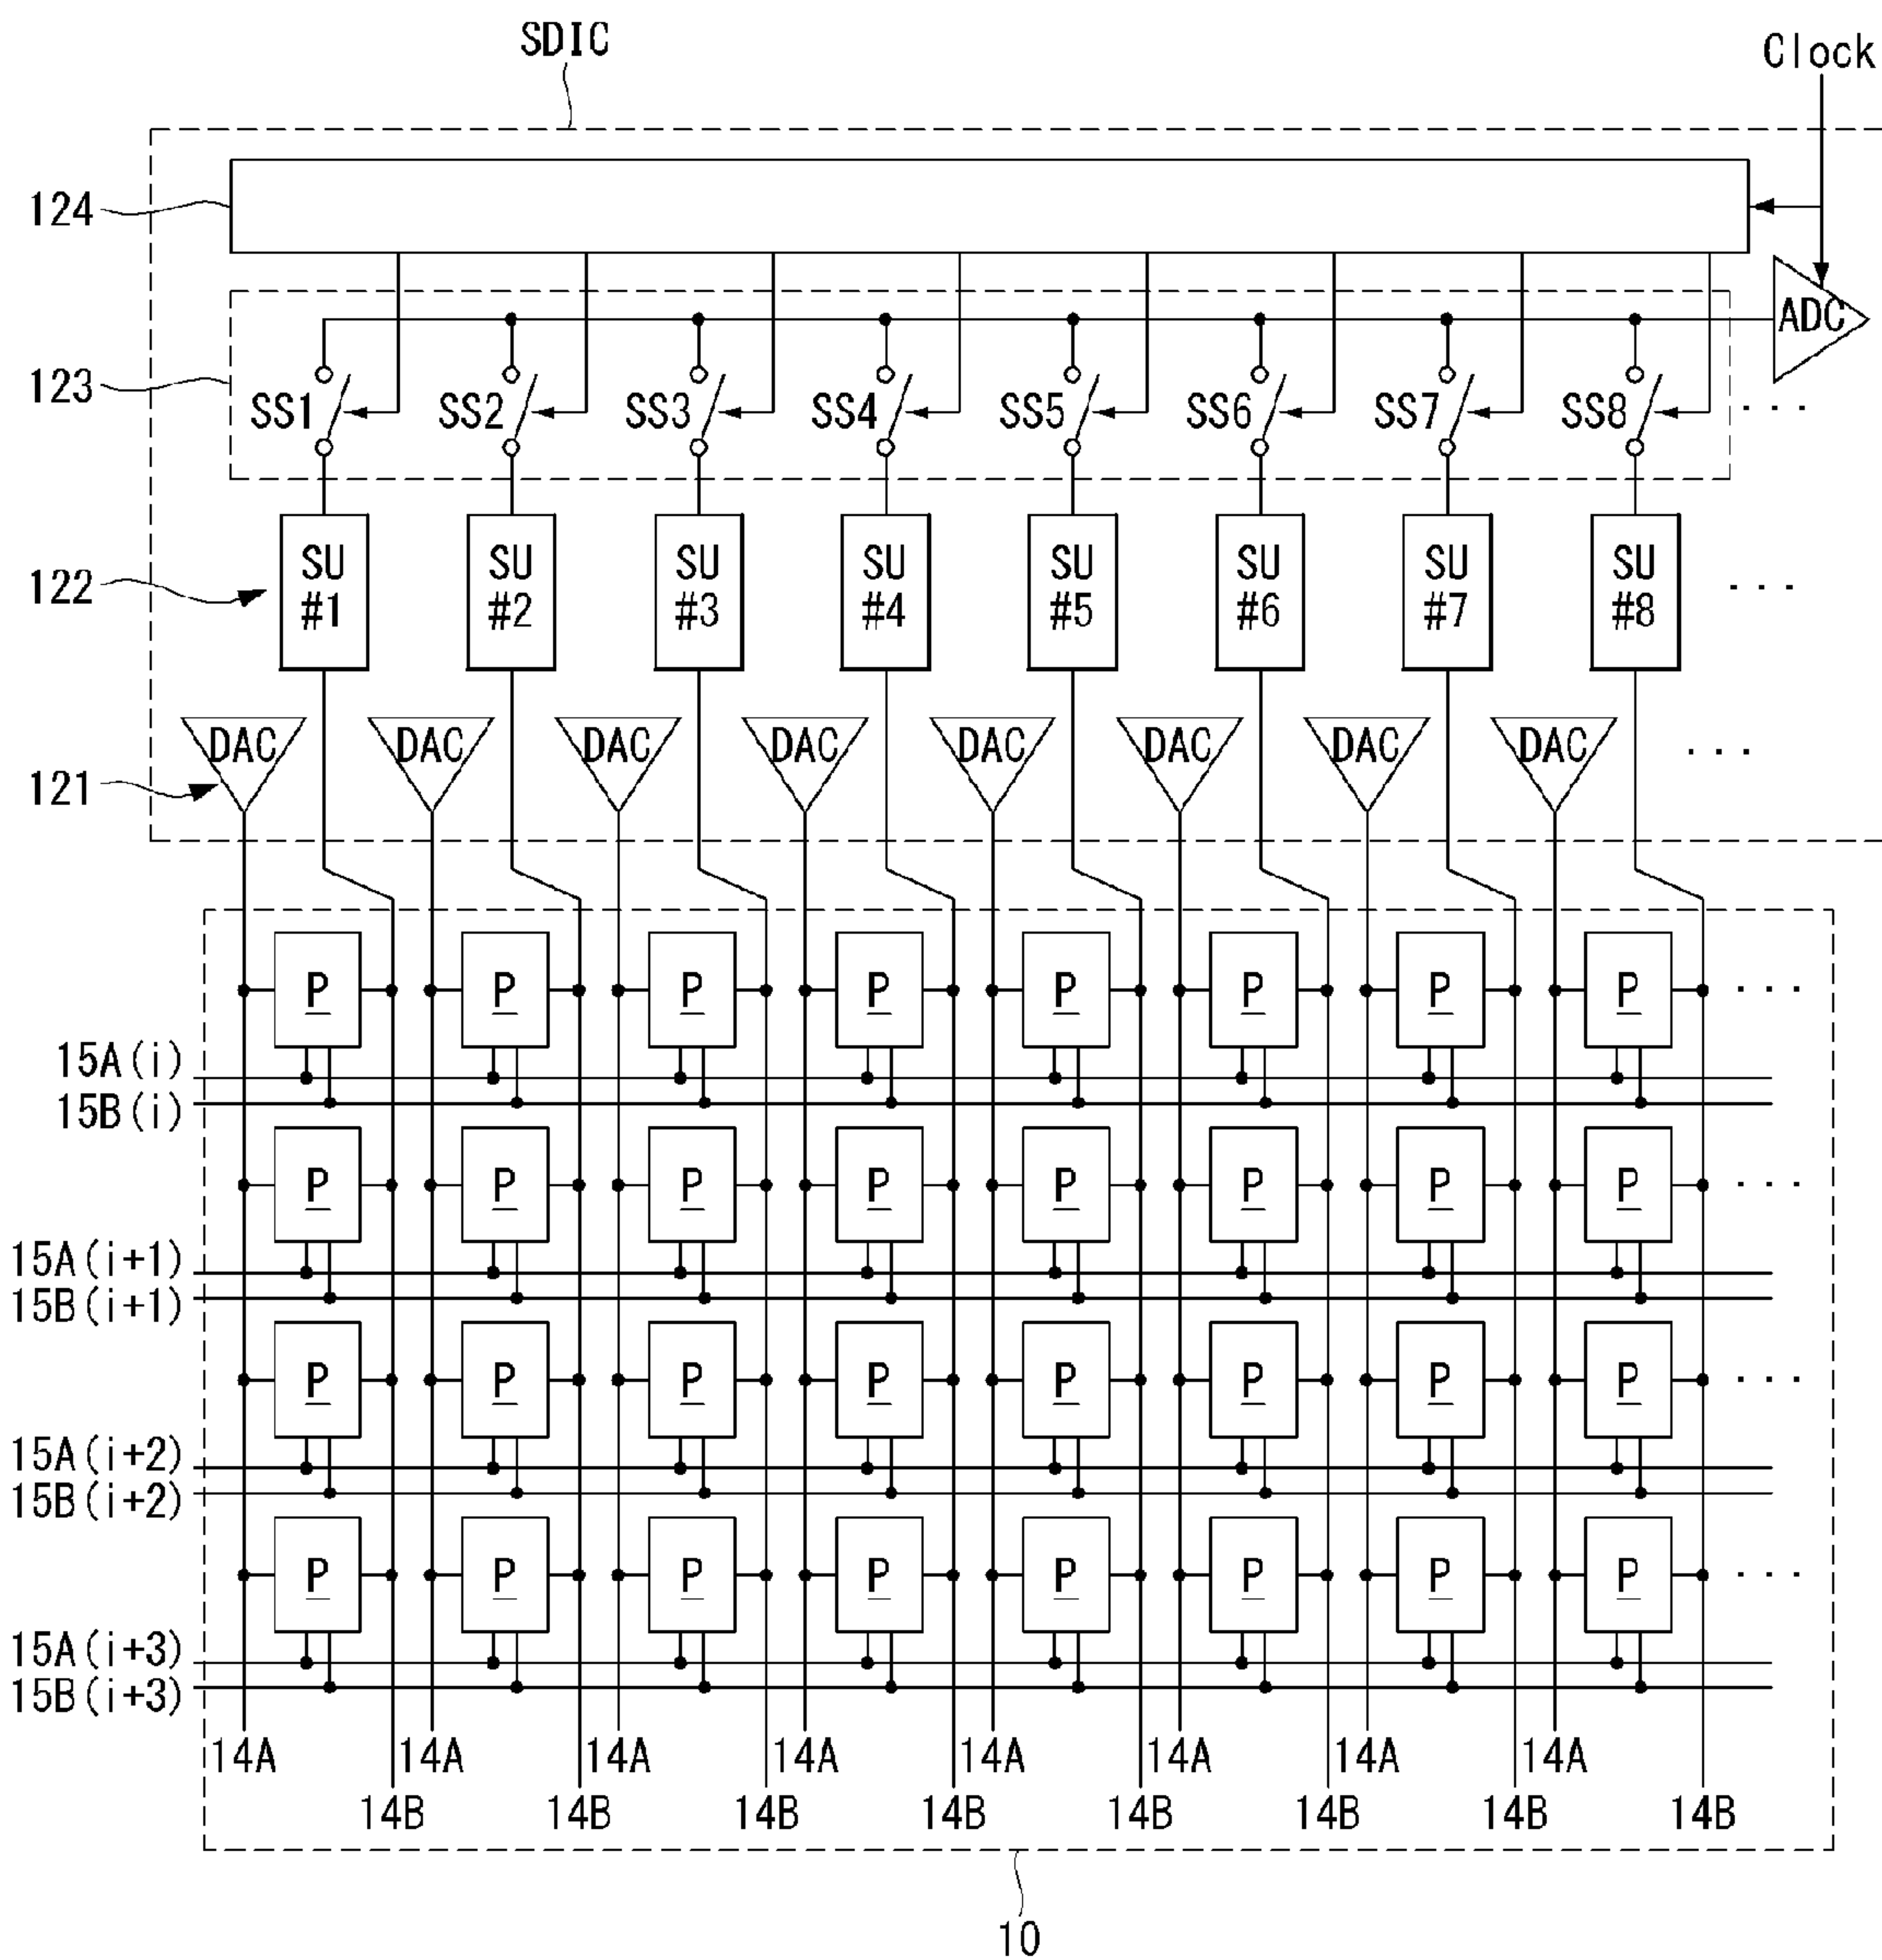 SDIC
Clock
124
ADC
123
SS1 SS2 SS3 SS4 SS5 SS6 SS7 SS8 ...
122
SU #1 SU #2 SU #3 SU #4 SU #5 SU #6 SU #7 SU #8 ...
DAC DAC DAC DAC DAC DAC DAC DAC ...
121
P P P P P P P P ...
15A(i)
15B(i)
P P P P P P P P ...
15A(i+1)
15B(i+1)
P P P P P P P P ...
15A(i+2)
15B(i+2)
P P P P P P P P ...
15A(i+3)
15B(i+3)
14A 14A 14A 14A 14A 14A 14A 14A
14B 14B 14B 14B 14B 14B 14B 14B
10